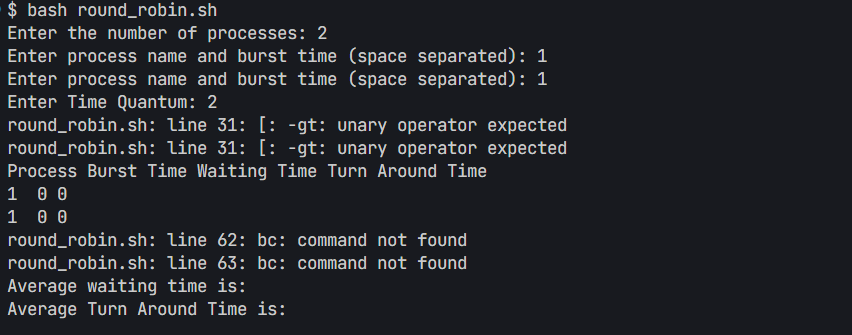 $ bash round_robin.sh
Enter the number of processes: 2
Enter process name and burst time (space separated): 1
Enter process name and burst time (space separated): 1
Enter Time Quantum: 2
round_robin.sh: line 31: [: -gt: unary operator expected
round_robin.sh: line 31: [: -gt: unary operator expected
Process Burst Time Waiting Time Turn Around Time
1  0 0
1  0 0
round_robin.sh: line 62: bc: command not found
round_robin.sh: line 63: bc: command not found
Average waiting time is:
Average Turn Around Time is: